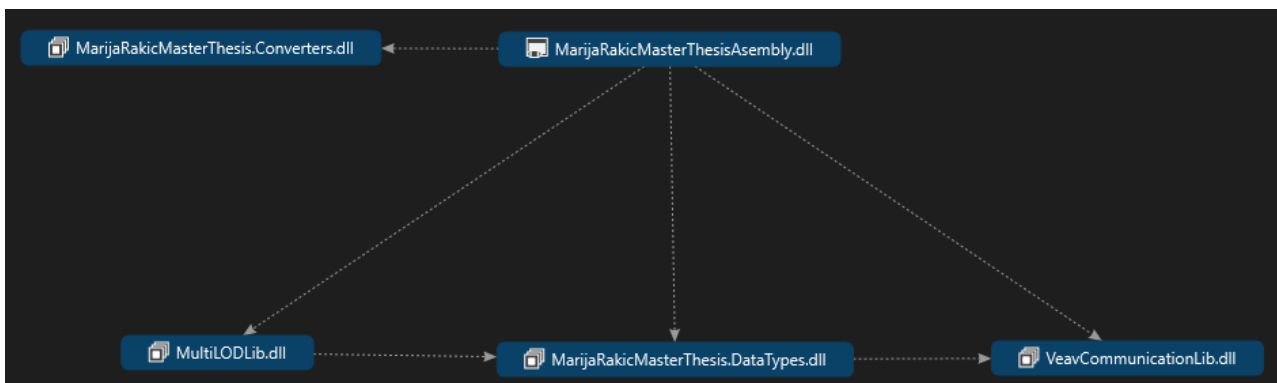 MarijaRakicMasterThesis.Converters.dll
MarijaRakicMasterThesisAsembly.dll
MultiLODLib.dll
MarijaRakicMasterThesis.DataTypes.dll
VeavCommunicationLib.dll